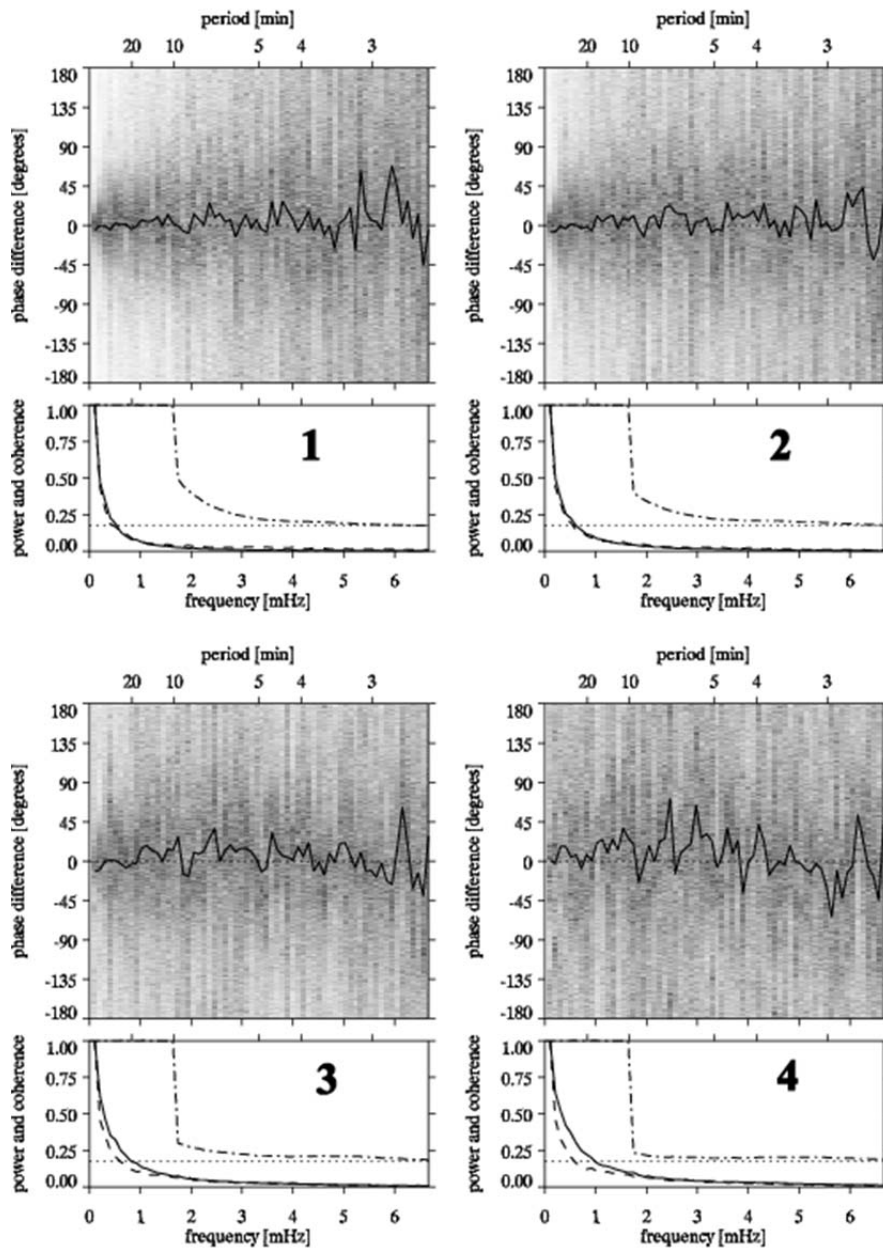 period [min] period [min]
20 10 5 4 3 20 10 5 4 3
180 180
135 135
90 90
45 45
0 0
-45 -45
-90 -90
-135 -135
-180 -180
phase difference [degrees] phase difference [degrees]
1.00 1.00
0.75 0.75
0.50 0.50
0.25 0.25
0.00 0.00
power and coherence power and coherence
1 2
0 1 2 3 4 5 6 0 1 2 3 4 5 6
frequency [mHz] frequency [mHz]
period [min] period [min]
20 10 5 4 3 20 10 5 4 3
180 180
135 135
90 90
45 45
0 0
-45 -45
-90 -90
-135 -135
-180 -180
phase difference [degrees] phase difference [degrees]
1.00 1.00
0.75 0.75
0.50 0.50
0.25 0.25
0.00 0.00
power and coherence power and coherence
3 4
0 1 2 3 4 5 6 0 1 2 3 4 5 6
frequency [mHz] frequency [mHz]